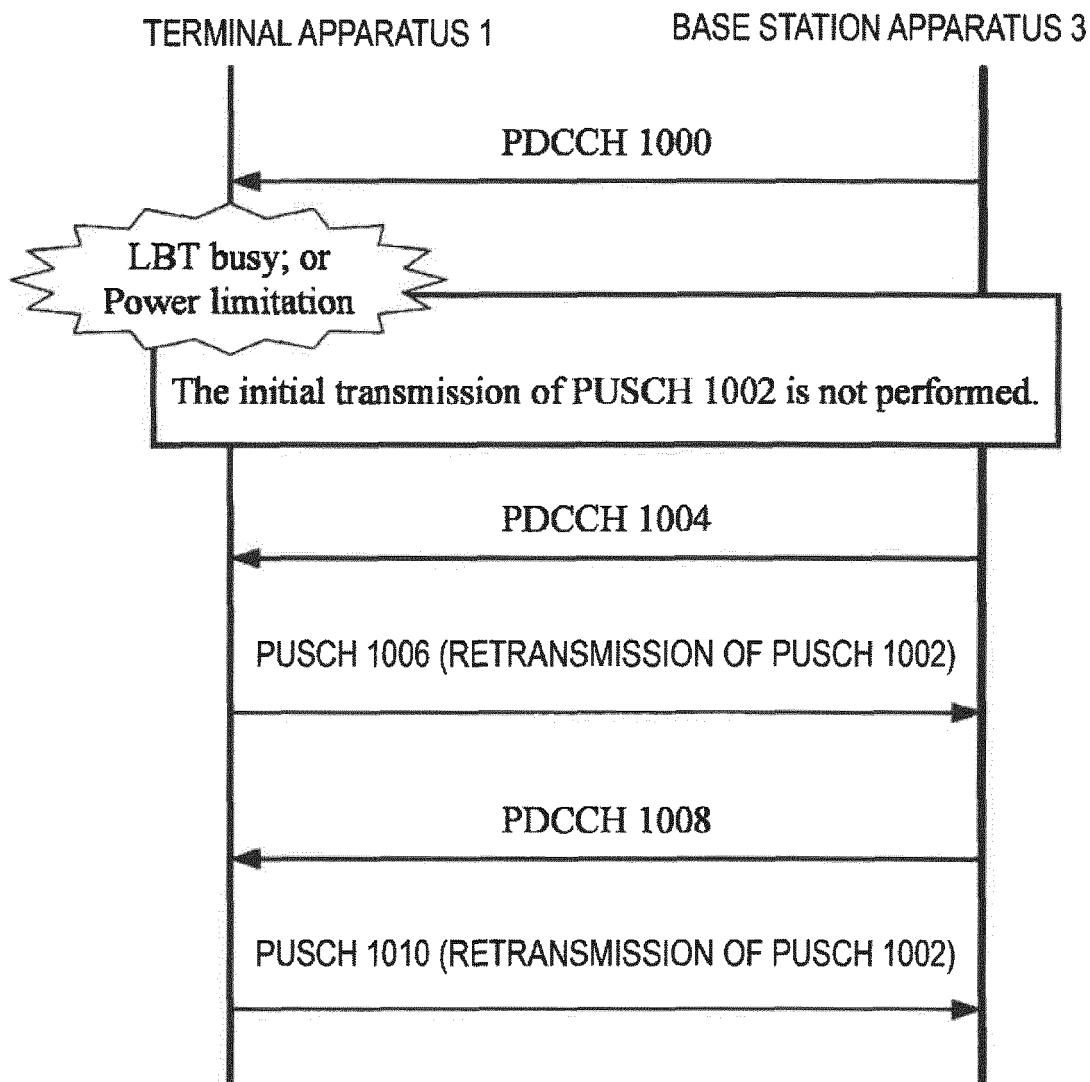 TERMINAL APPARATUS 1
BASE STATION APPARATUS 3
PDCCH 1000
LBT busy; or
Power limitation
The initial transmission of PUSCH 1002 is not performed.
PDCCH 1004
PUSCH 1006 (RETRANSMISSION OF PUSCH 1002)
PDCCH 1008
PUSCH 1010 (RETRANSMISSION OF PUSCH 1002)